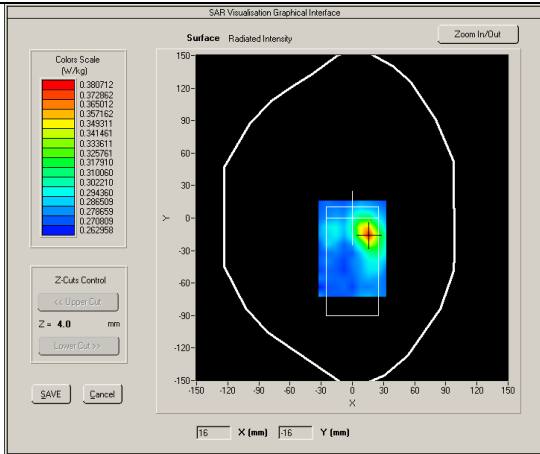 SAR Visualisation Graphical Interface
Surface Radiated Intensity
Zoom In/Out
Colors Scale
(W/kg)
0.380712
0.372862
0.365012
0.357162
0.349311
0.341461
0.333611
0.325761
0.317910
0.310060
0.302210
0.294360
0.286509
0.278659
0.270809
0.262958
Z-Cuts Control
<< Upper Cut
Z = 4.0 mm
Lower Cut >>
SAVE Cancel
Y
150-
120-
90-
60-
30-
0-
-30-
-60-
-90-
-120-
-150-
-150 -120 -90 -60 -30 0 30 60 90 120 150
X
16 X (mm) -16 Y (mm)